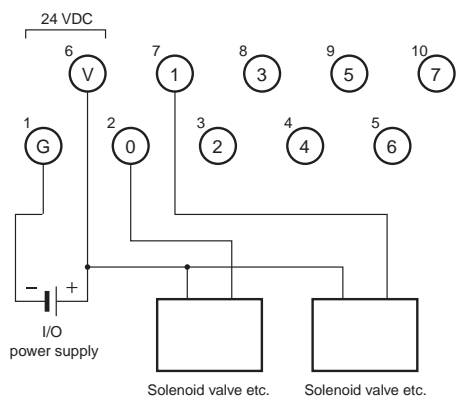 24 VDC
6 7 8 9 10
V 1 3 5 7
1 2 3 4 5
G 0 2 4 6
− +
I/O
power supply
Solenoid valve etc. Solenoid valve etc.